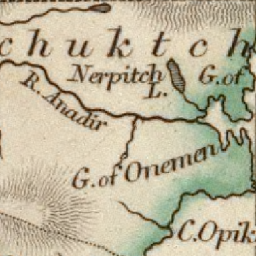 chuktch
Nerpitch
L.
G. of
R. Anadir
G. of Onemen
C. Opik